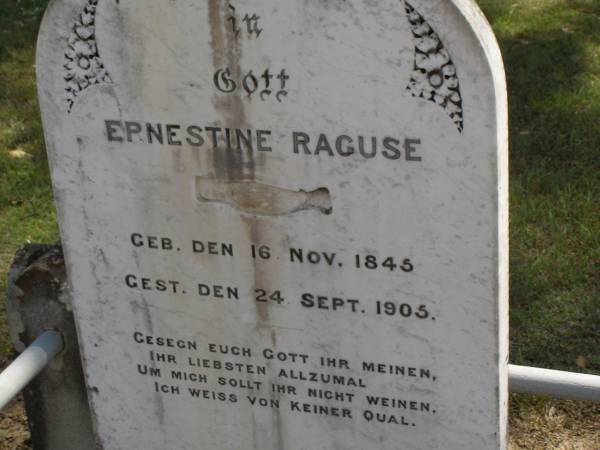 in
Gott
ERNESTINE RAGUSE
GEB. DEN 16 NOV. 1845
GEST. DEN 24 SEPT. 1905.
GESEGN EUCH GOTT IHR MEINEN,
IHR LIEBSTEN ALLZUMAL
UM MICH SOLLT IHR NICHT WEINEN,
ICH WEISS VON KEINER QUAL.